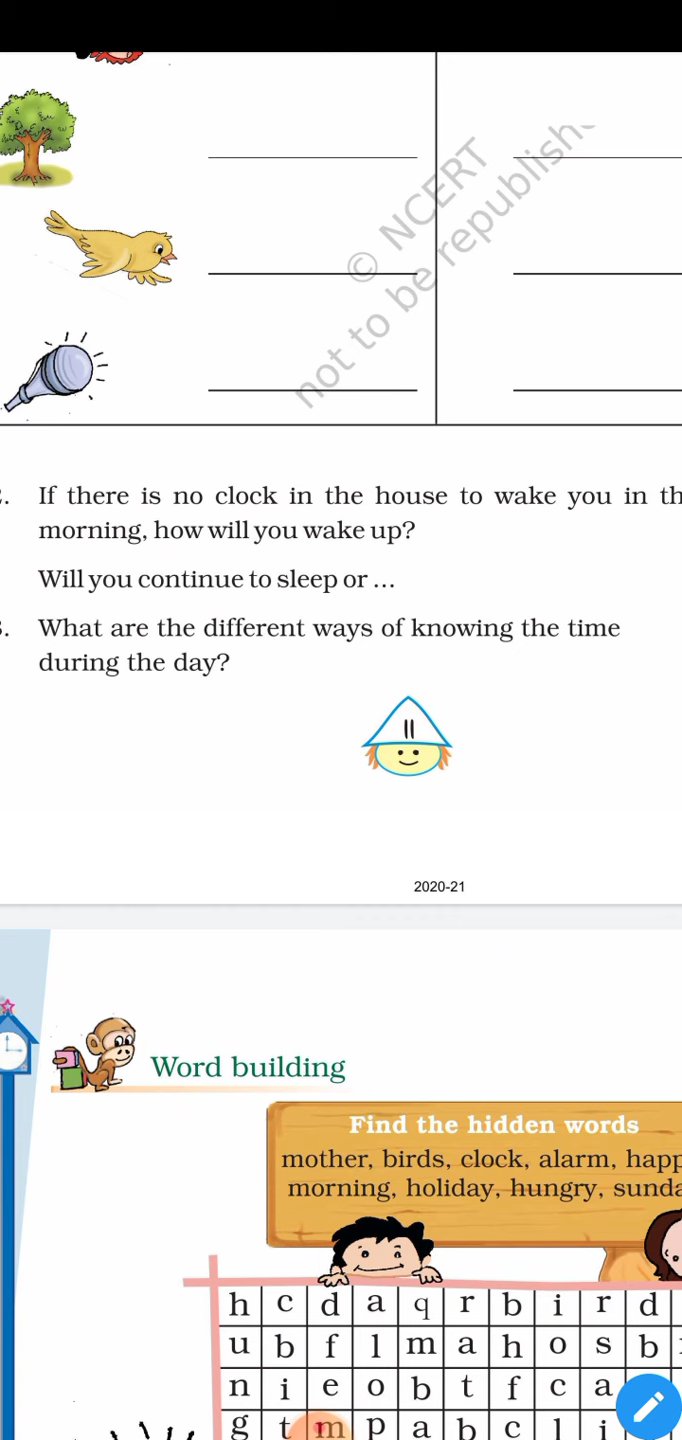 © NCERT
not to be republish
2. If there is no clock in the house to wake you in th
morning, how will you wake up?
Will you continue to sleep or ...
3. What are the different ways of knowing the time
during the day?
11
2020-21
Word building
Find the hidden words
mother, birds, clock, alarm, happ
morning, holiday, hungry, sunda
h c d a q r b i r d
u b f l m a h o s b
n i e o b t f c a
g t m p a b c l i